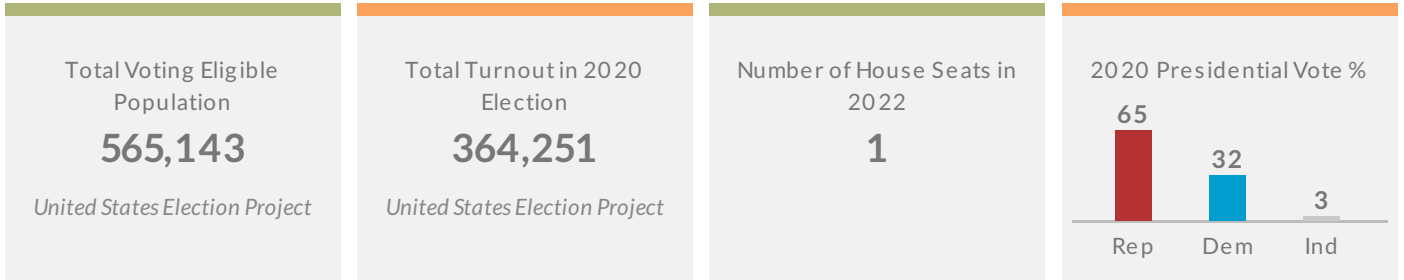 Total Voting Eligible
Population
565,143
United States Election Project
Total Turnout in 2020
Election
364,251
United States Election Project
Number of House Seats in
2022
1
2020 Presidential Vote %
65
32
3
Rep
Dem
Ind